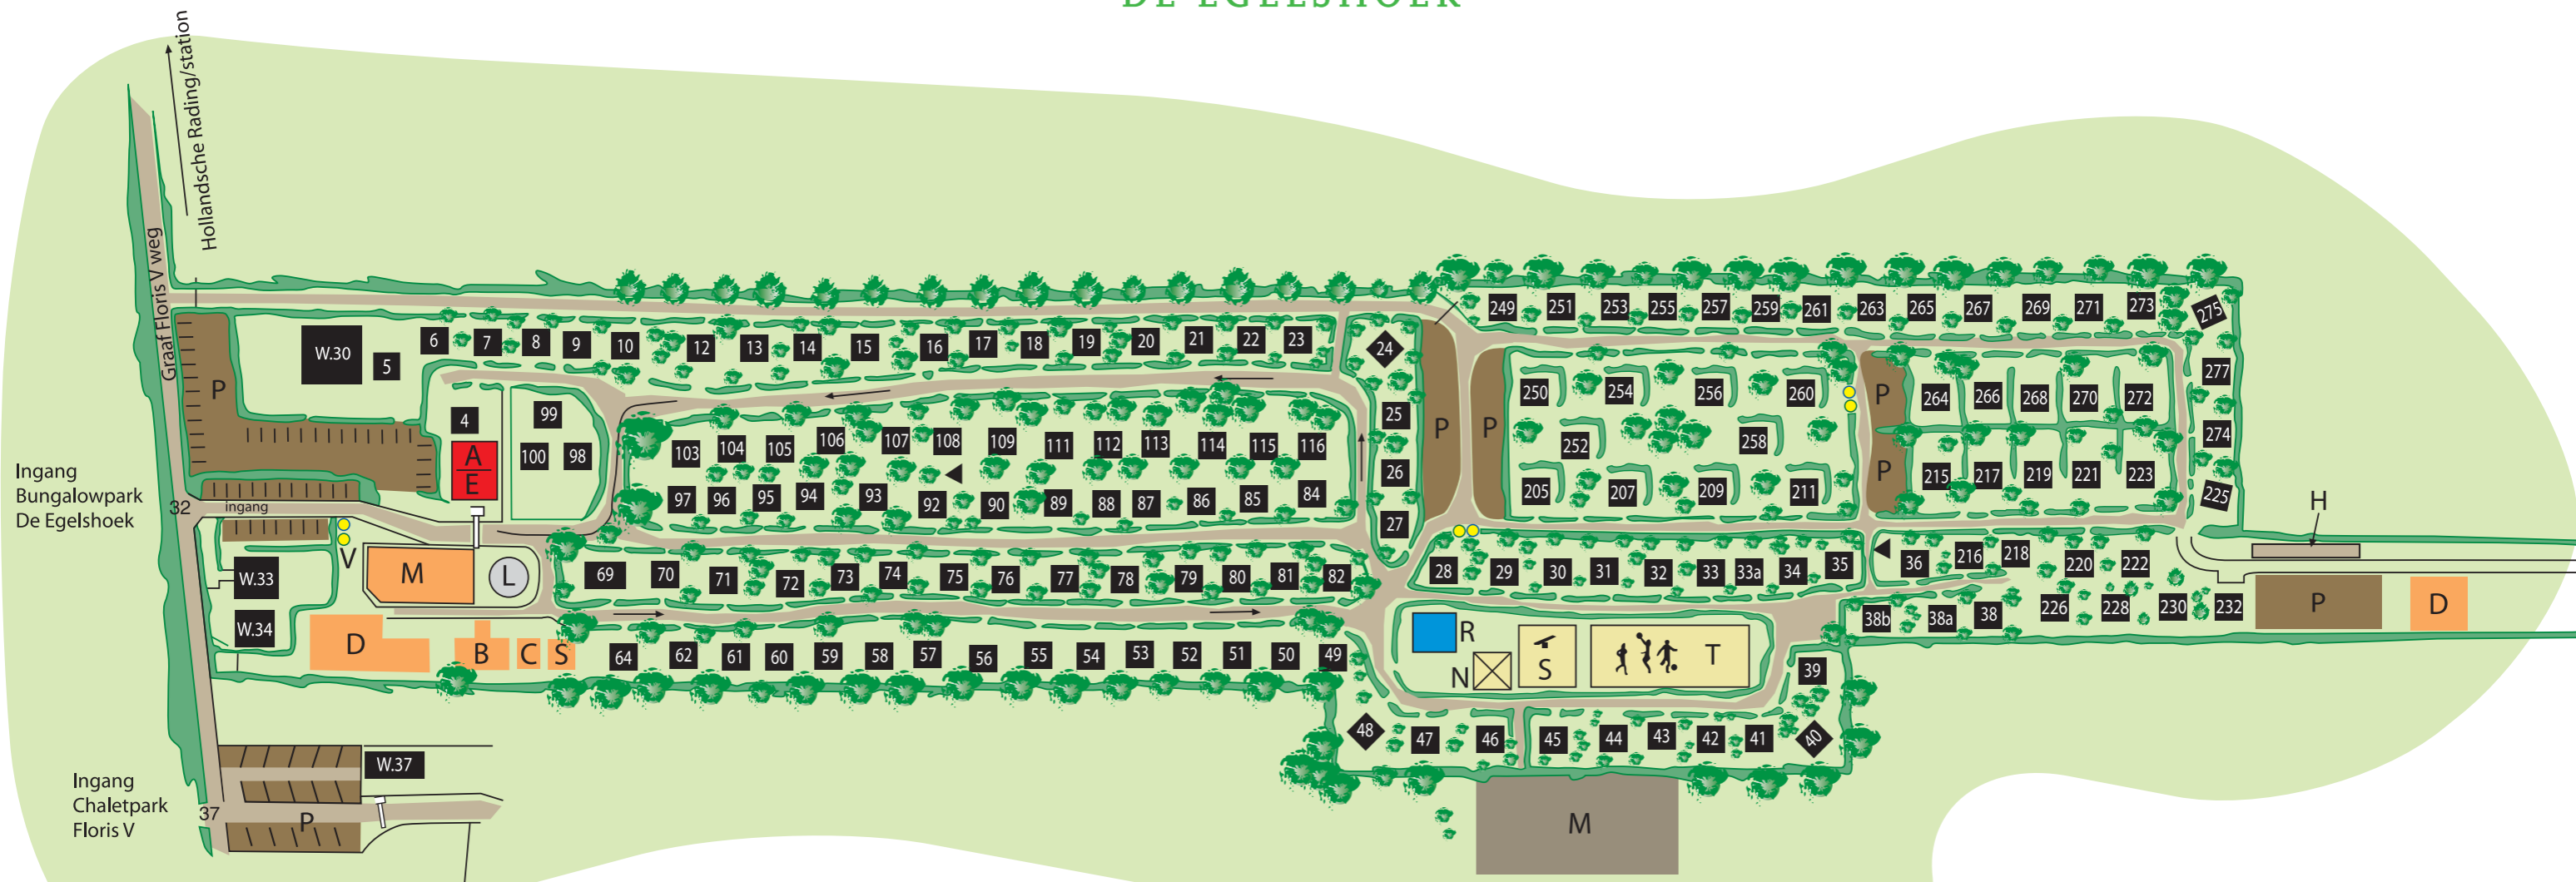 DE EGELSHOEK
Hollandsche Rading/station
Graaf Floris V weg
Ingang
Bungalowpark
De Egelshoek
32
ingang
P
W.30
5
6 7 8 9 10 12 13 14 15 16 17 18 19 20 21 22 23
24
249 251 253 255 257 259 261 263 265 267 269 271 273 275
4
A
E
99
100 98
103 104 105 106 107 108 109 111 112 113 114 115 116
97 96 95 94 93 92 90 89 88 87 86 85 84
25
26
27
P P
250 254 256 260
252 258
205 207 209 211
P
P
264 266 268 270 272
215 217 219 221 223
277
274
225
H
V
W.33
W.34
M
L
69 70 71 72 73 74 75 76 77 78 79 80 81 82
28 29 30 31 32 33 33a 34 35
36 216 218 220 222
38b 38a 38 226 228 230 232
P
D
D
B
C
S
64 62 61 60 59 58 57 56 55 54 53 52 51 50 49
R
N
S
T
39
48 47 46 45 44 43 42 41 40
M
W.37
Ingang
Chaletpark
Floris V
37
P